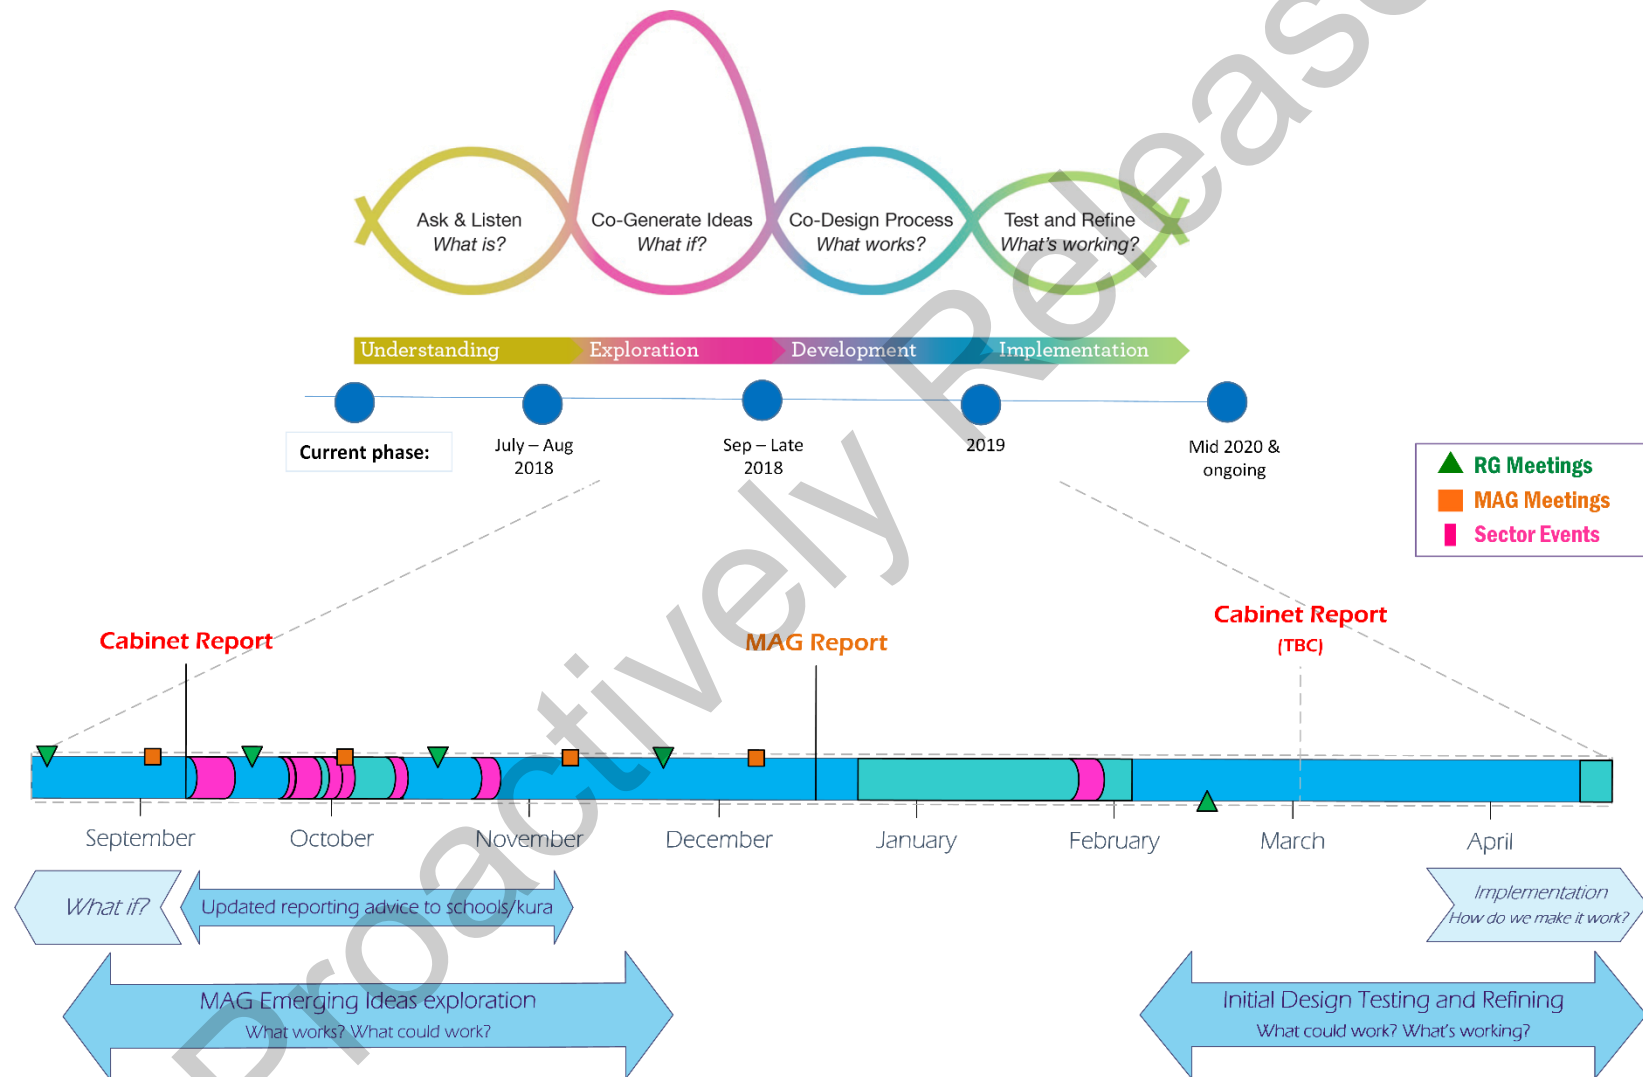 Ask & Listen
What is?
Co-Generate Ideas
What if?
Co-Design Process
What works?
Test and Refine
What's working?
Understanding
Exploration
Development
Implementation
Current phase:
July – Aug
2018
Sep – Late
2018
2019
Mid 2020 &
ongoing
RG Meetings
MAG Meetings
Sector Events
Cabinet Report
MAG Report
Cabinet Report
(TBC)
September
October
November
December
January
February
March
April
What if?
Updated reporting advice to schools/kura
Implementation
How do we make it work?
MAG Emerging Ideas exploration
What works? What could work?
Initial Design Testing and Refining
What could work? What's working?
Proactively Releas